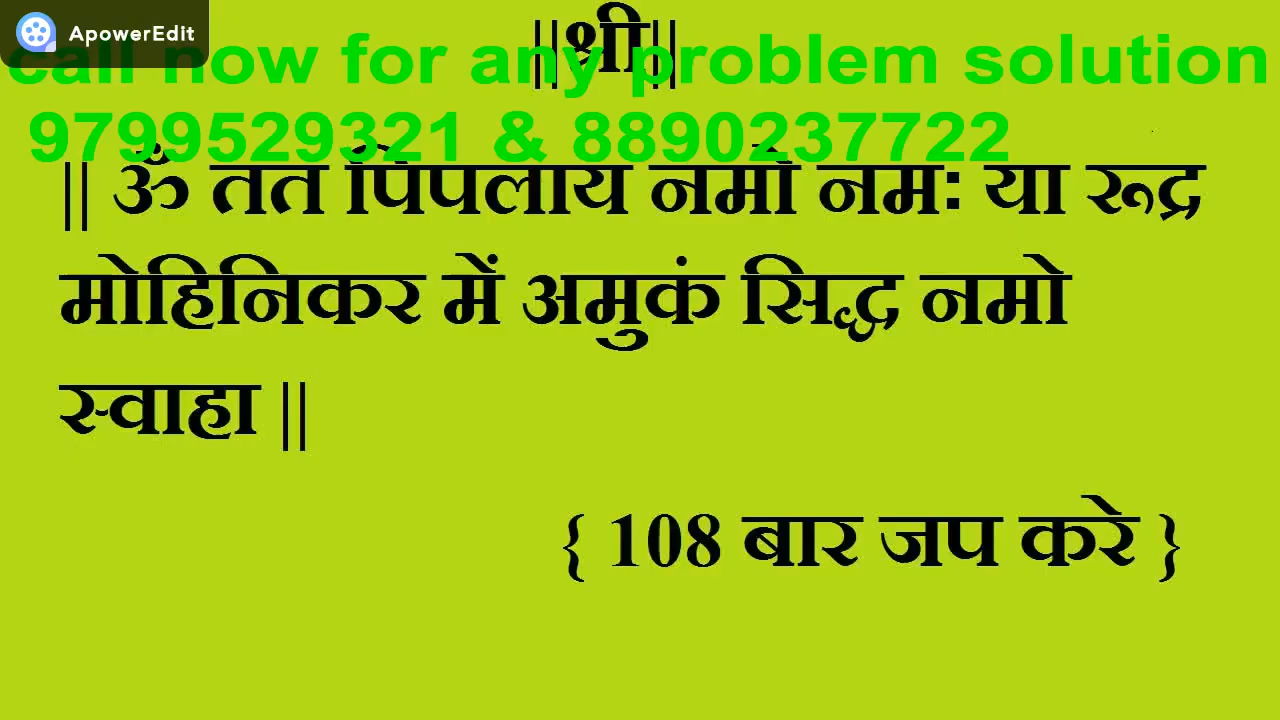 ApowerEdit
||श्री||
call now for any problem solution
9799529321 & 8890237722
|| ॐ तत पिपलाय नमो नमः या रूद्र
मोहिनिकर में अमुकं सिद्ध नमो
स्वाहा ||
{ 108 बार जप करे }